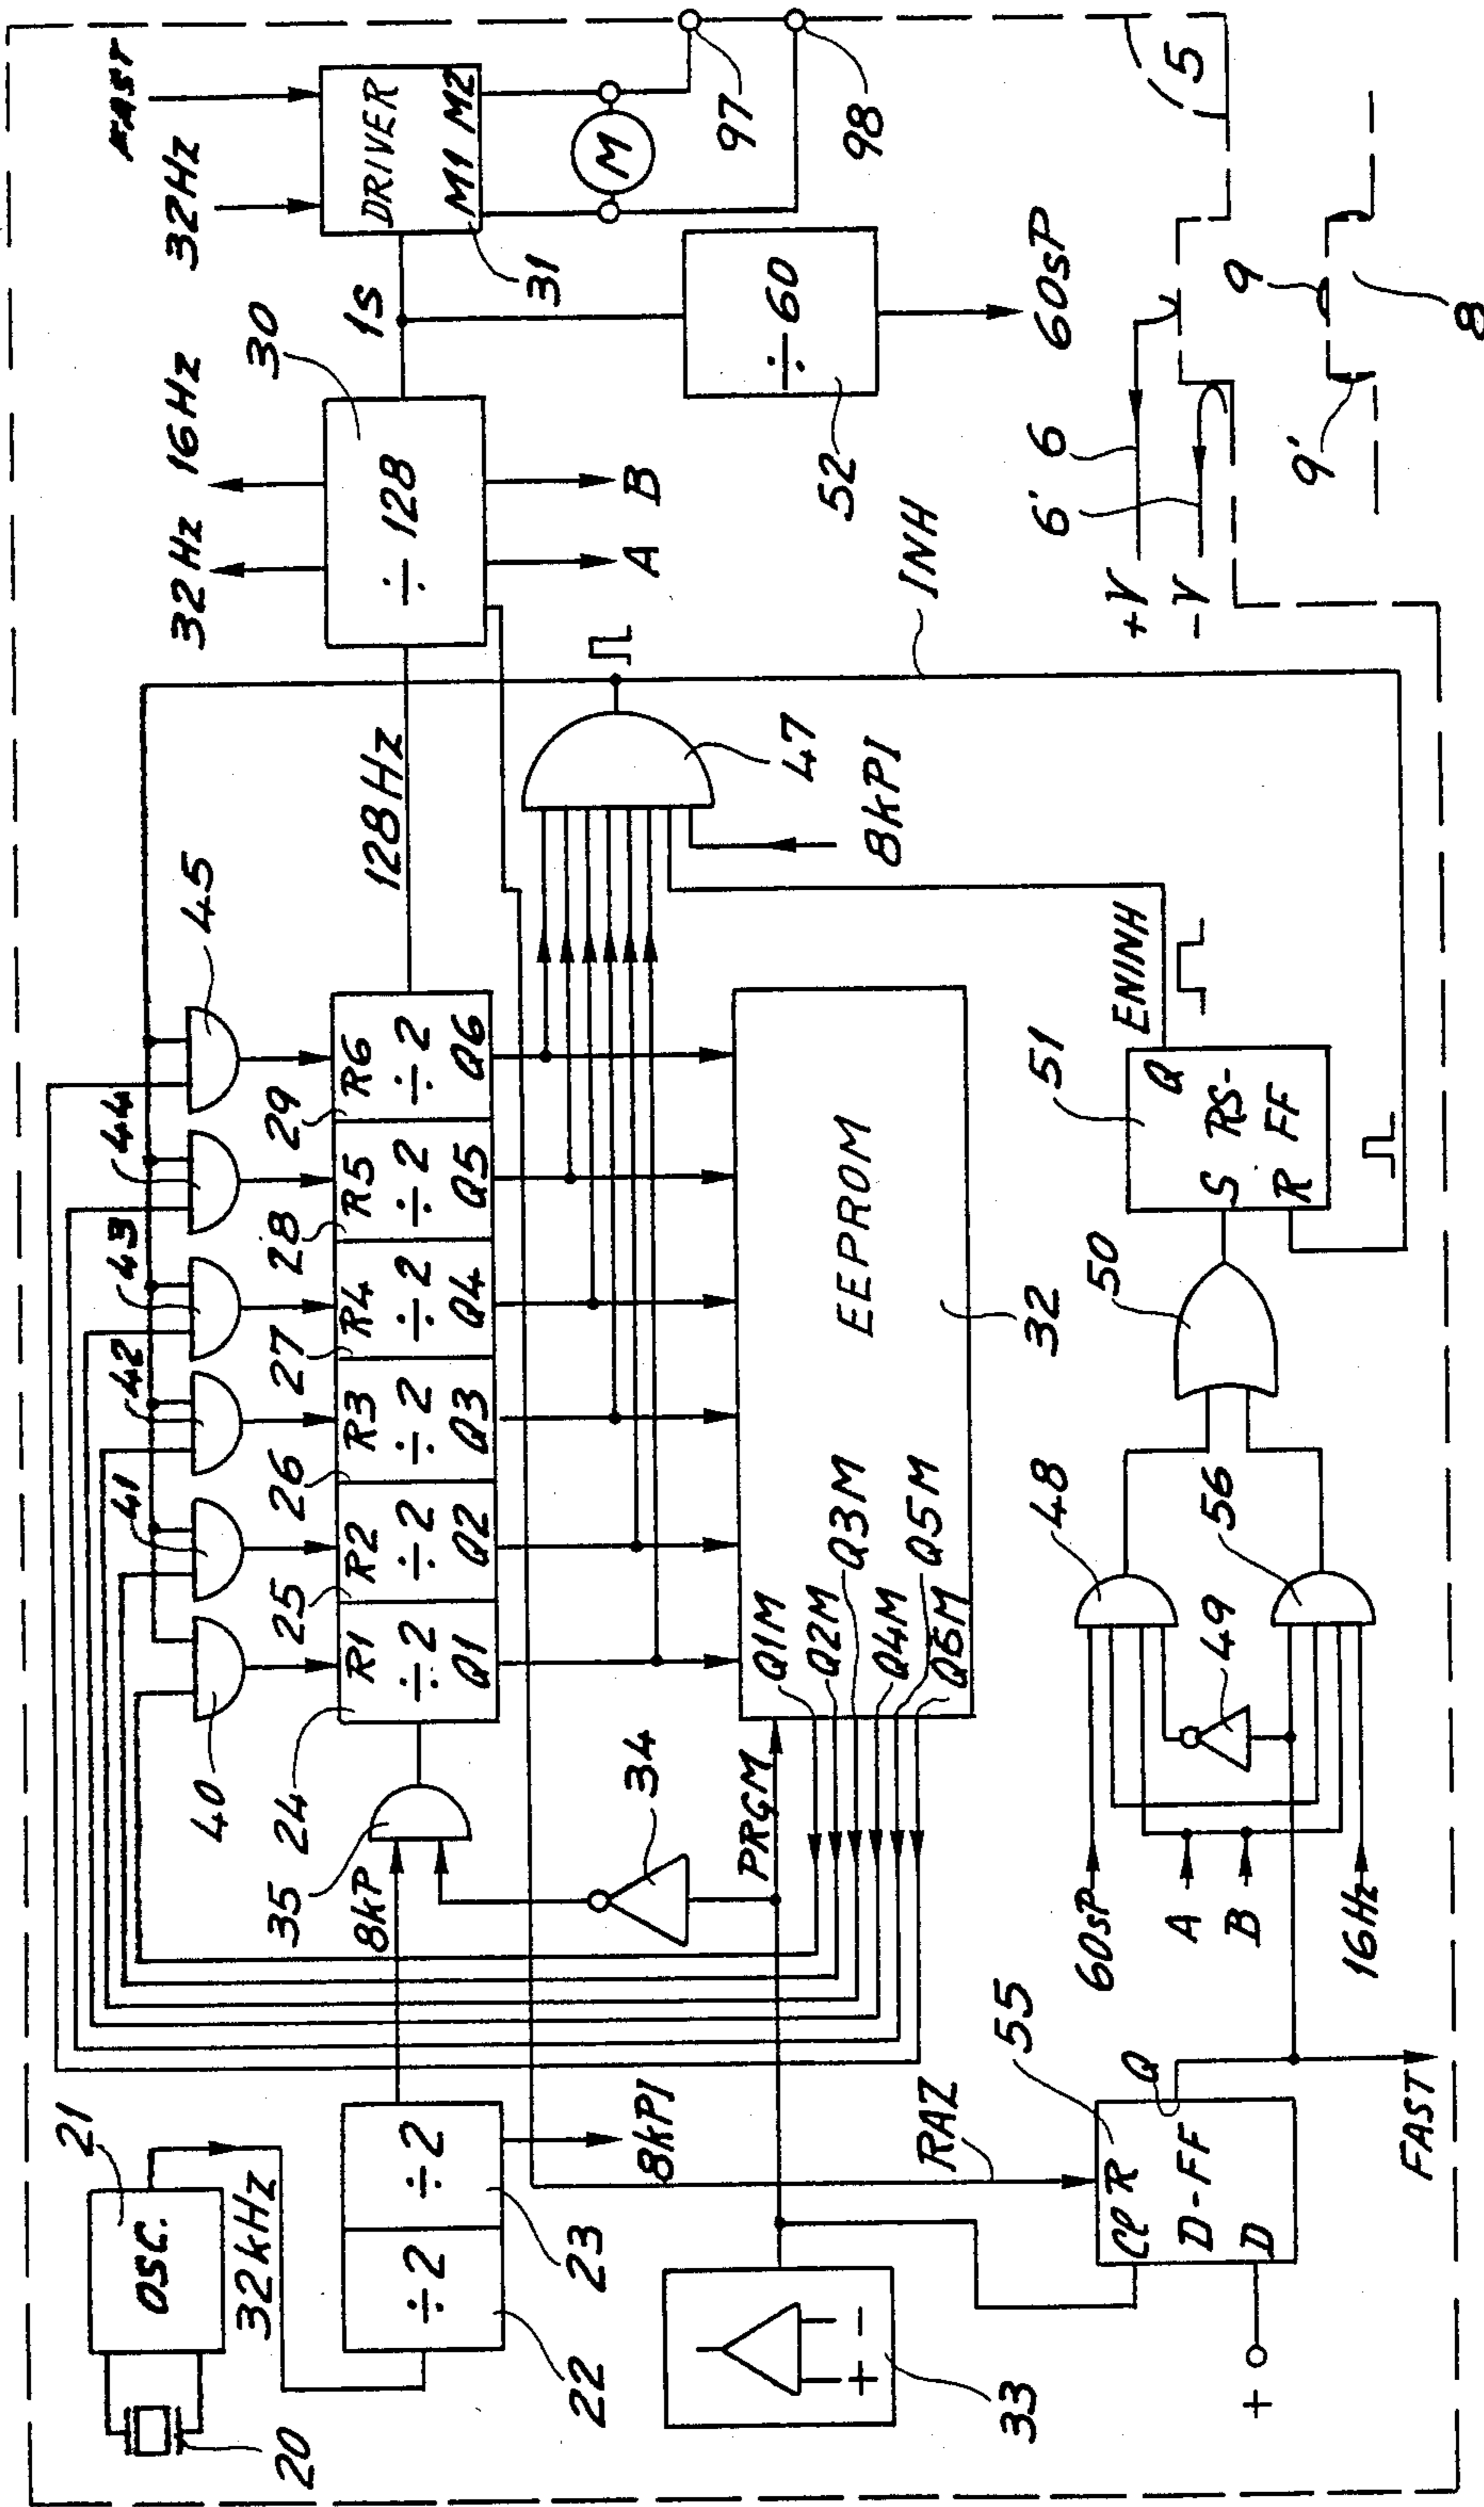 20
OSC.
21
32kHz
÷2
÷2
22
23
8kPI
8kP
35
34
24
25
26
27
28
29
40
41
42
43
44
45
R1
÷2
Q1
R2
÷2
Q2
R3
÷2
Q3
R4
÷2
Q4
R5
÷2
Q5
R6
÷2
Q6
128Hz
÷128
30
32Hz
16Hz
A
B
1s
32Hz
FAST
DRIVER
M1 M2
31
M
97
98
÷60
52
60sP
47
8kPI
INH
EEPROM
32
PRGM
Q1M
Q2M
Q3M
Q4M
Q5M
Q6M
+ −
33
RAZ
55
Cl R
D-FF
D
Q
+
FAST
60sP
A
B
16Hz
49
48
56
50
51
S
R
RS-
FF
Q
ENINH
+V
−V
6'
6
9'
9
8
5